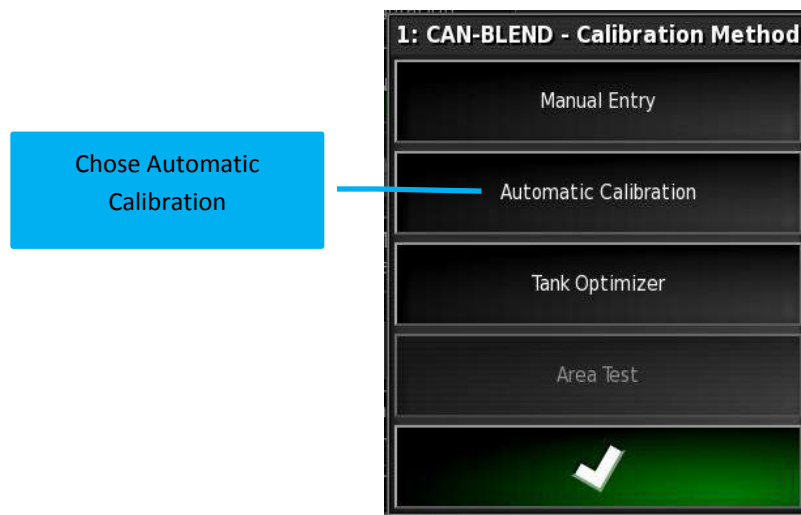 1: CAN-BLEND - Calibration Method
Manual Entry
Chose Automatic
Calibration
Automatic Calibration
Tank Optimizer
Area Test